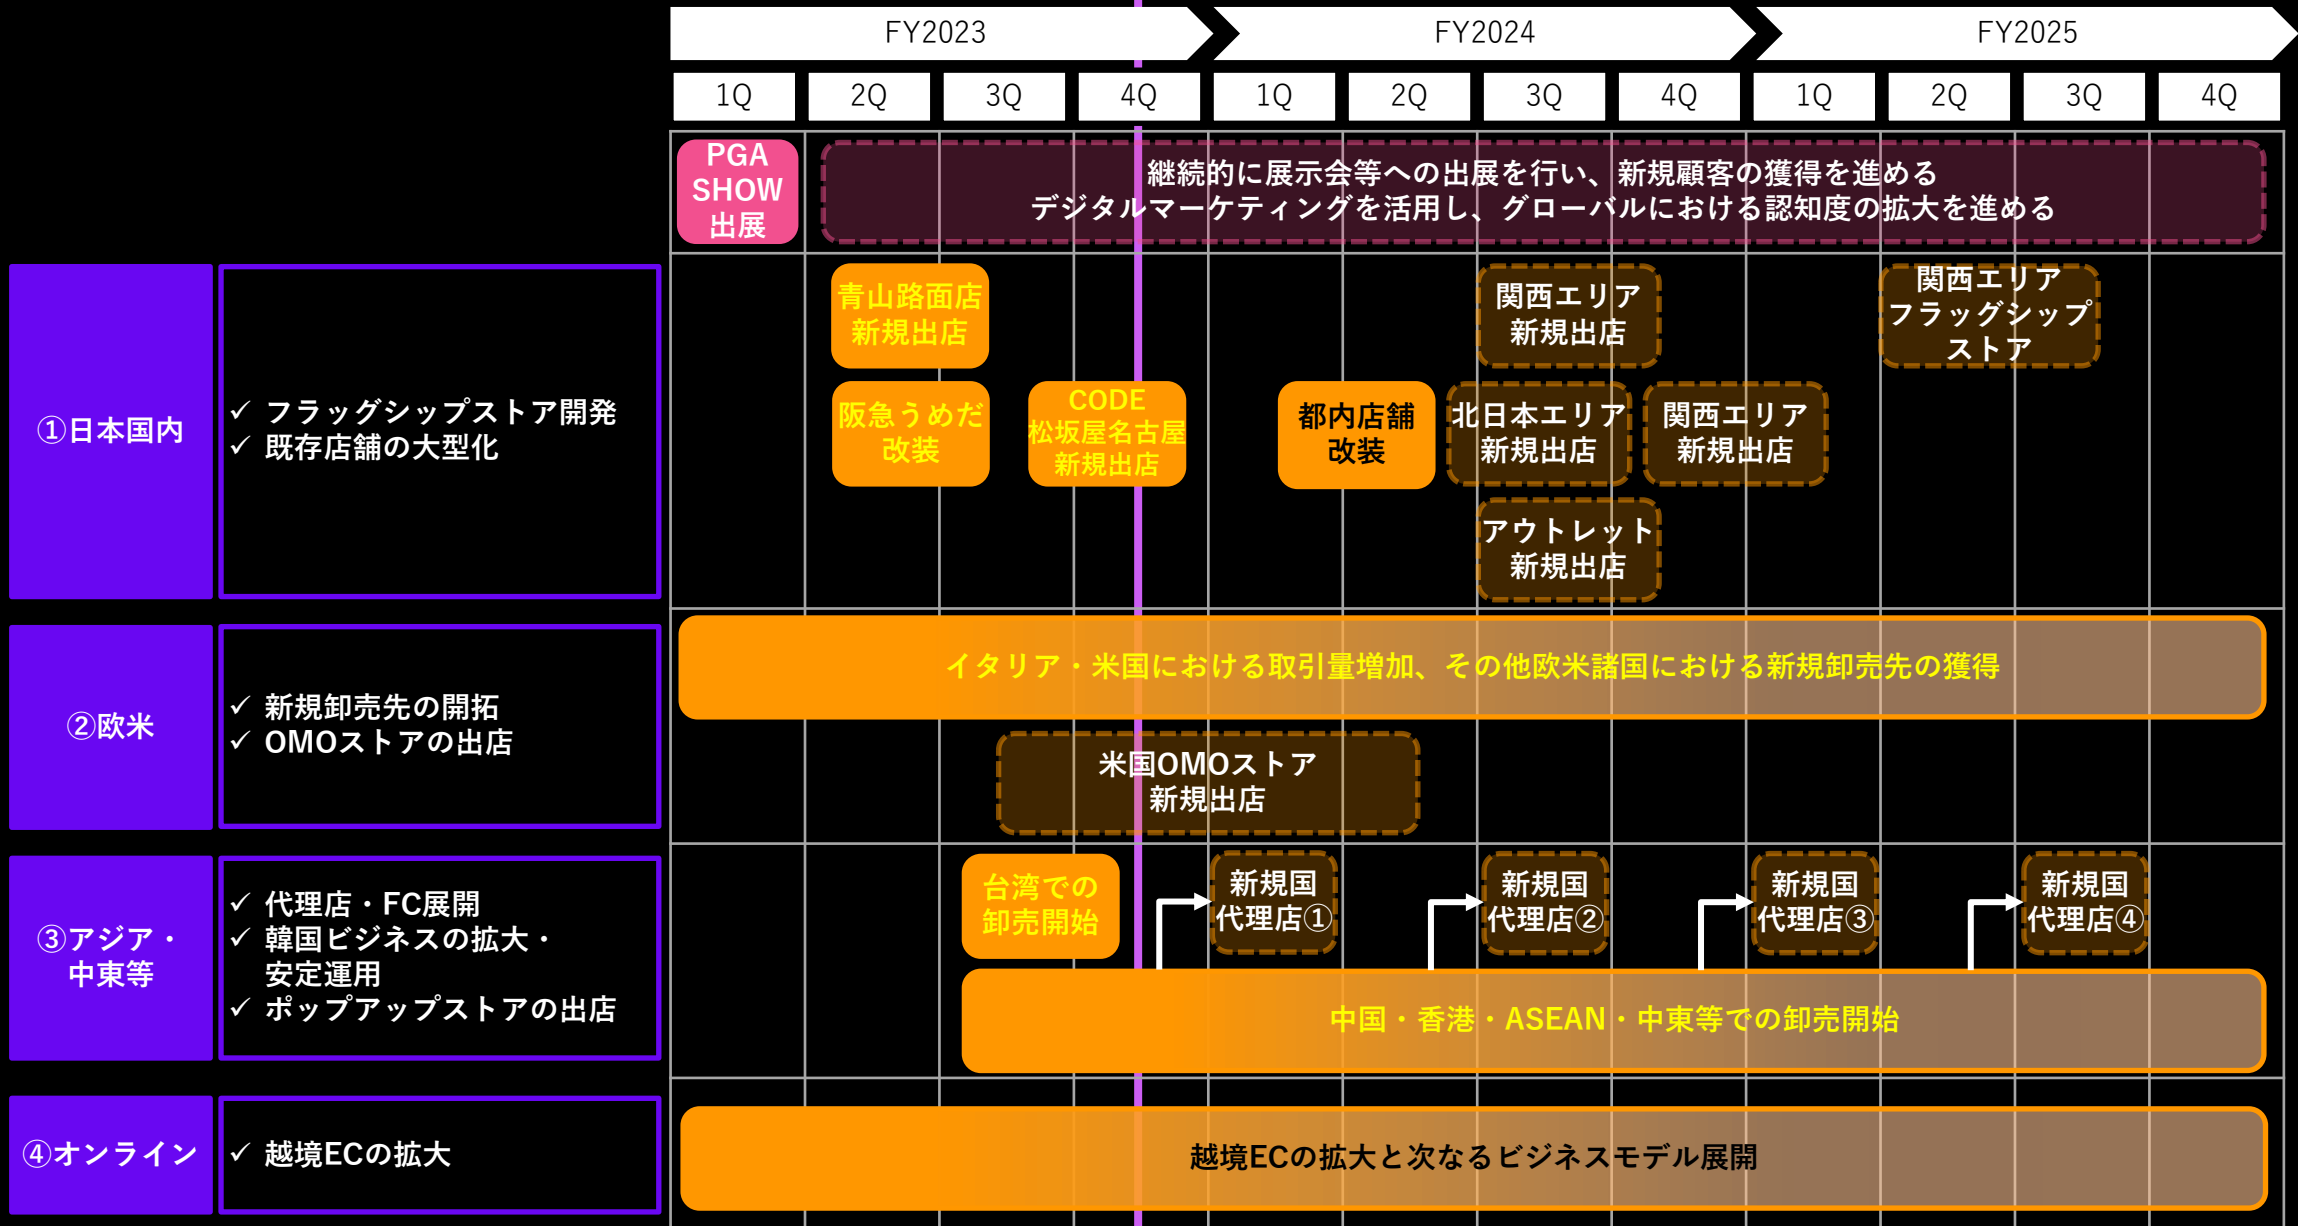 FY2023
FY2024
FY2025
1Q
2Q
3Q
4Q
1Q
2Q
3Q
4Q
1Q
2Q
3Q
4Q
PGA
SHOW
出展
継続的に展示会等への出展を行い、新規顧客の獲得を進める
デジタルマーケティングを活用し、グローバルにおける認知度の拡大を進める
①日本国内
✓ フラッグシップストア開発
✓ 既存店舗の大型化
青山路面店
新規出店
関西エリア
新規出店
関西エリア
フラッグシップ
ストア
阪急うめだ
改装
CODE
松坂屋名古屋
新規出店
都内店舗
改装
北日本エリア
新規出店
関西エリア
新規出店
アウトレット
新規出店
②欧米
✓ 新規卸売先の開拓
✓ OMOストアの出店
イタリア・米国における取引量増加、その他欧米諸国における新規卸売先の獲得
米国OMOストア
新規出店
③アジア・
中東等
✓ 代理店・FC展開
✓ 韓国ビジネスの拡大・
安定運用
✓ ポップアップストアの出店
台湾での
卸売開始
新規国
代理店①
新規国
代理店②
新規国
代理店③
新規国
代理店④
中国・香港・ASEAN・中東等での卸売開始
④オンライン
✓ 越境ECの拡大
越境ECの拡大と次なるビジネスモデル展開